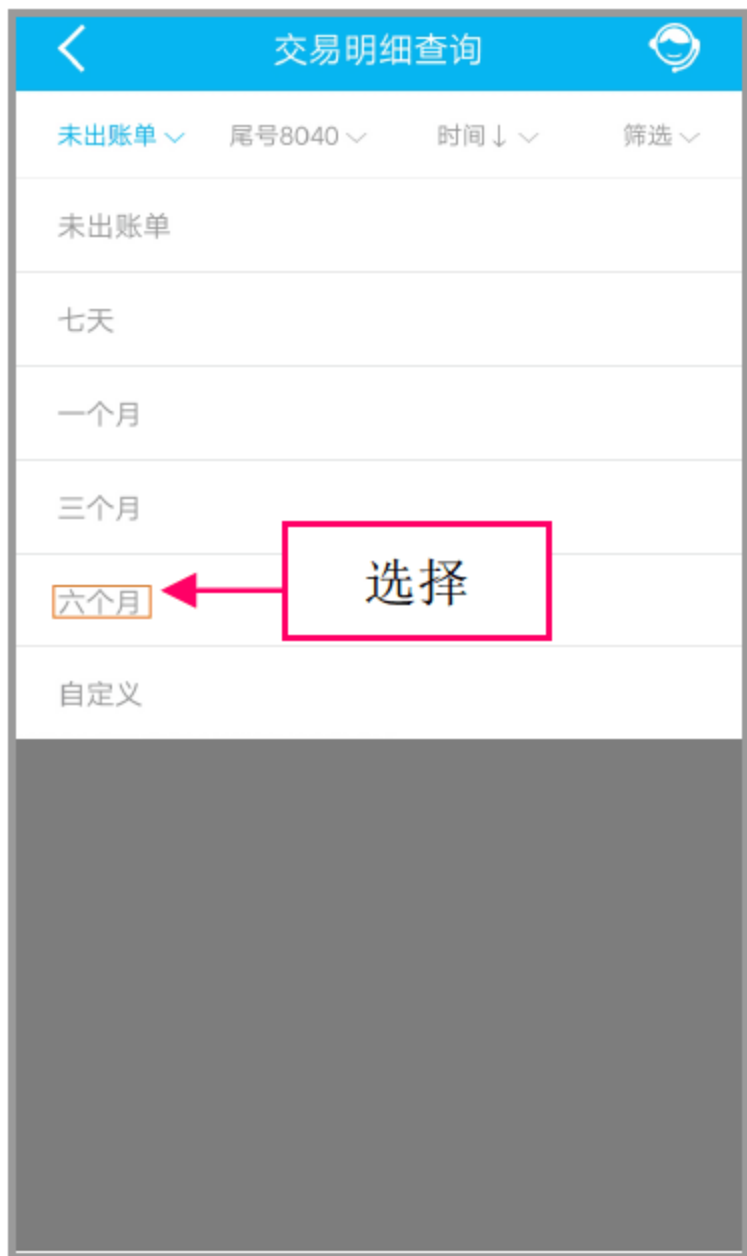 交易明细查询
未出账单 尾号8040 时间↓ 筛选
未出账单
七天
一个月
三个月
选择
六个月
自定义